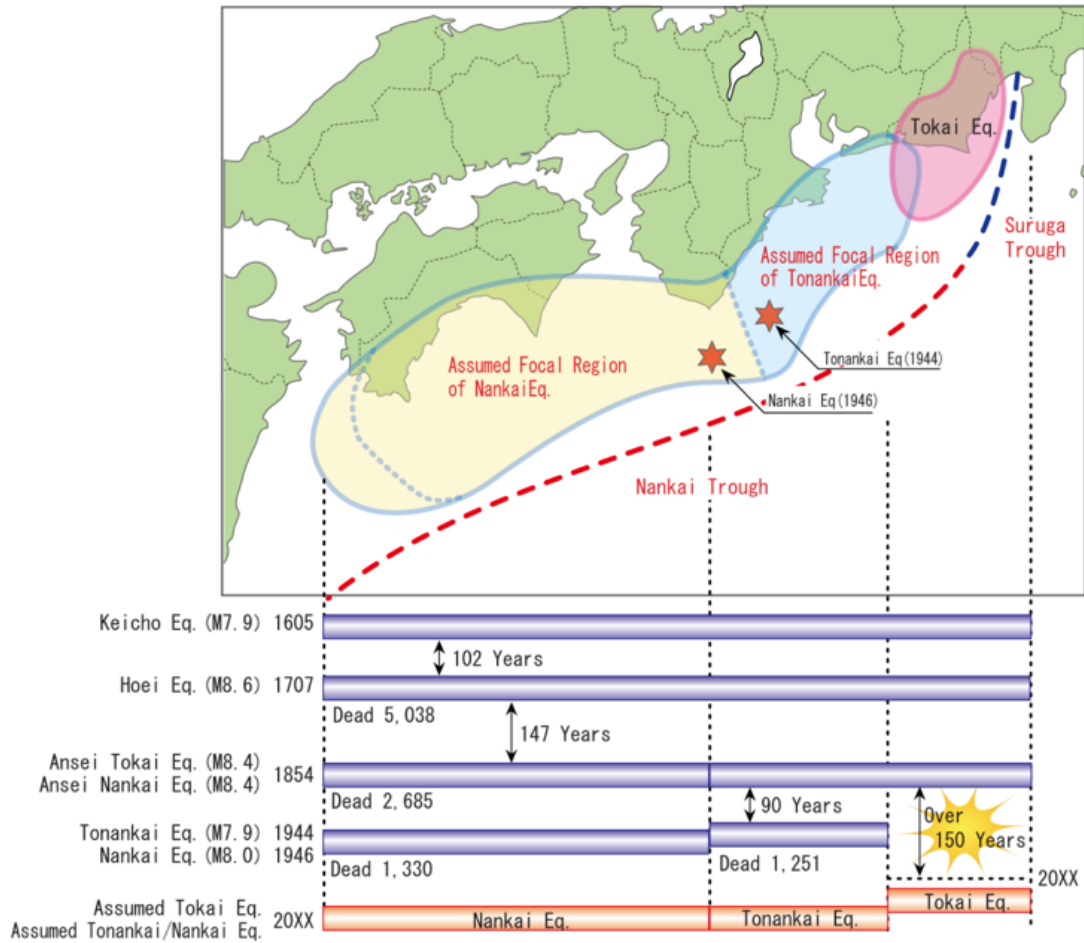 Tokai Eq.
Suruga
Trough
Assumed Focal Region
of TonankaiEq.
Tonankai Eq(1944)
Assumed Focal Region
of NankaiEq.
Nankai Eq(1946)
Nankai Trough
Keicho Eq.(M7.9) 1605
102 Years
Hoei Eq.(M8.6) 1707
Dead 5,038
147 Years
Ansei Tokai Eq.(M8.4)
Ansei Nankai Eq.(M8.4)
1854
Dead 2,685
90 Years
Over
150 Years
Tonankai Eq.(M7.9) 1944
Nankai Eq.(M8.0) 1946
Dead 1,330
Dead 1,251
20XX
Assumed Tokai Eq.
Assumed Tonankai/Nankai Eq.
20XX
Nankai Eq.
Tonankai Eq.
Tokai Eq.